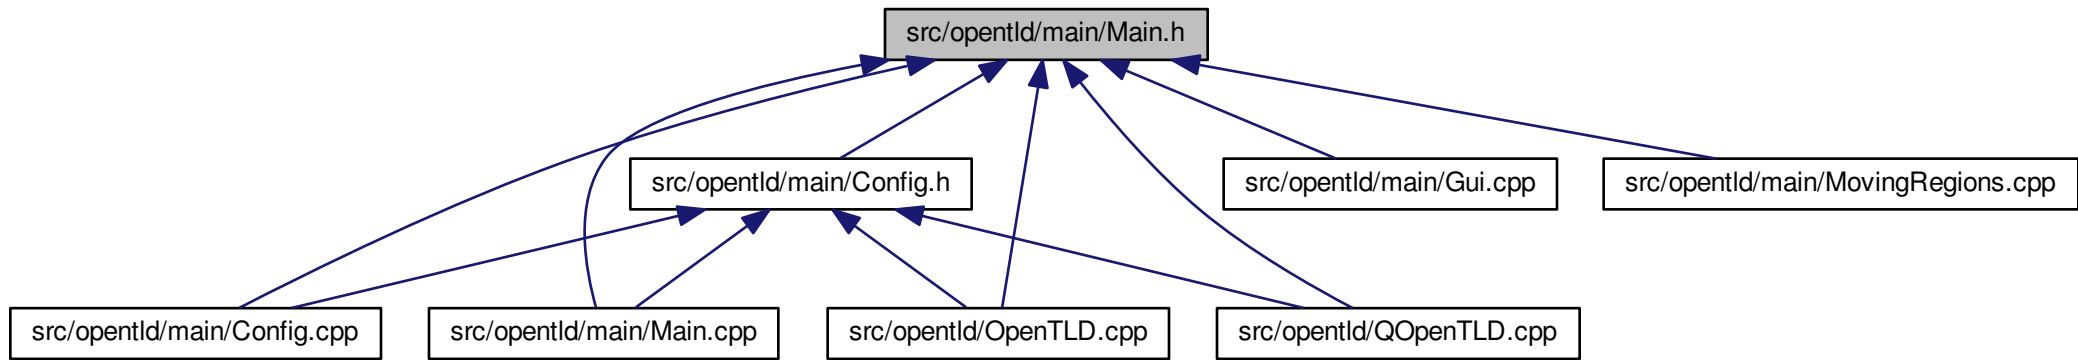 src/opentld/main/Main.h
src/opentld/main/Config.h
src/opentld/main/Gui.cpp
src/opentld/main/MovingRegions.cpp
src/opentld/main/Config.cpp
src/opentld/main/Main.cpp
src/opentld/OpenTLD.cpp
src/opentld/QOpenTLD.cpp